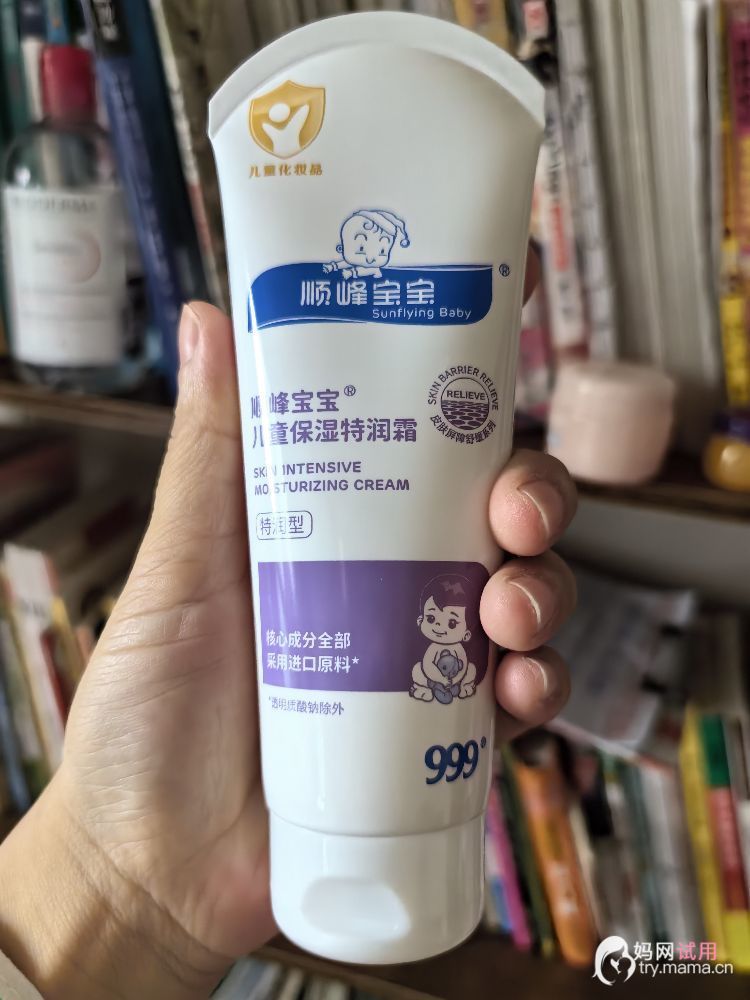 儿童化妆品
顺峰宝宝®
Sunflying Baby
顺峰宝宝®
儿童保湿特润霜
SKIN INTENSIVE
MOISTURIZING CREAM
特润型
SKIN BARRIER RELIEVE
RELIEVE
皮肤屏障舒缓系列
核心成分全部
采用进口原料*
*透明质酸钠除外
999®
妈网试用
try.mama.cn